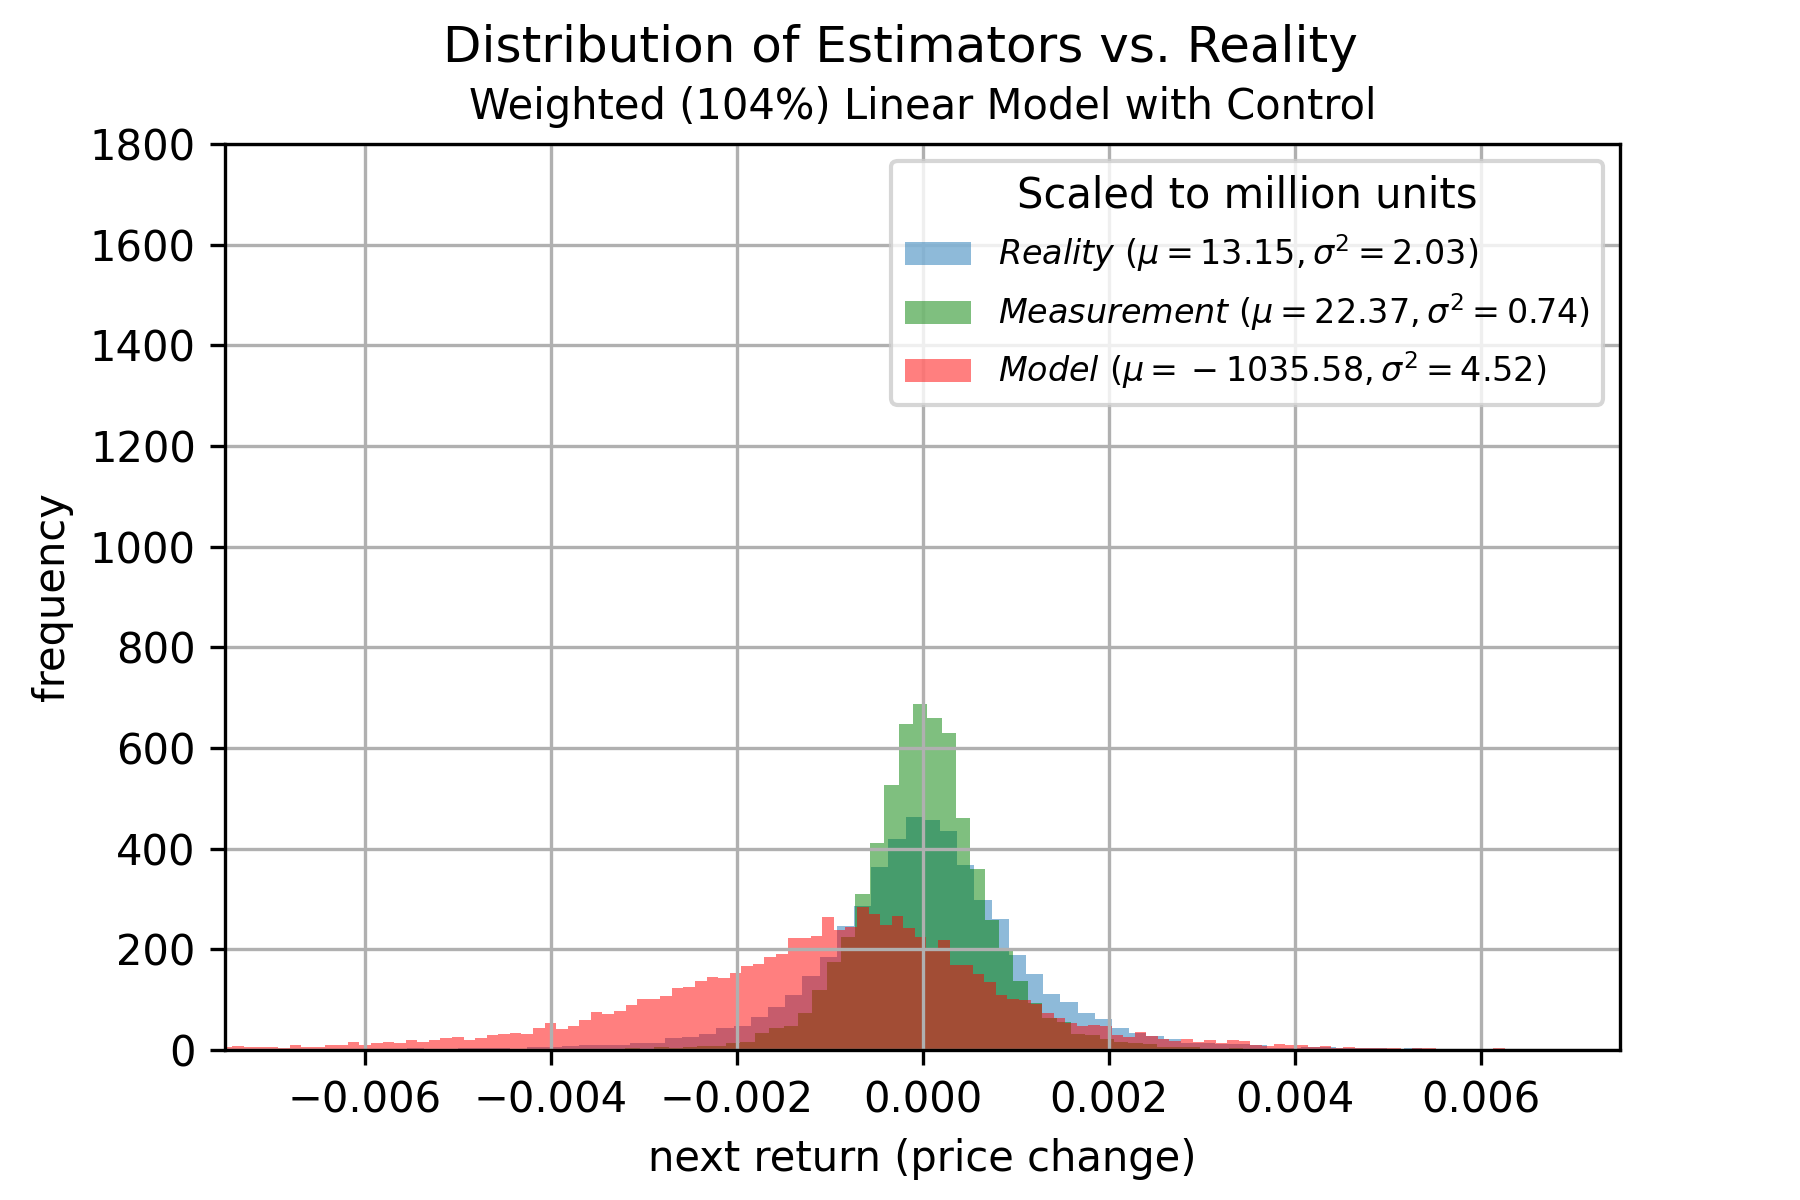 Distribution of Estimators vs. Reality
Weighted (104%) Linear Model with Control
1800
1600
1400
1200
1000
800
600
400
200
0
frequency
Scaled to million units
Reality (μ = 13.15, σ² = 2.03)
Measurement (μ = 22.37, σ² = 0.74)
Model (μ = − 1035.58, σ² = 4.52)
−0.006 −0.004 −0.002 0.000 0.002 0.004 0.006
next return (price change)